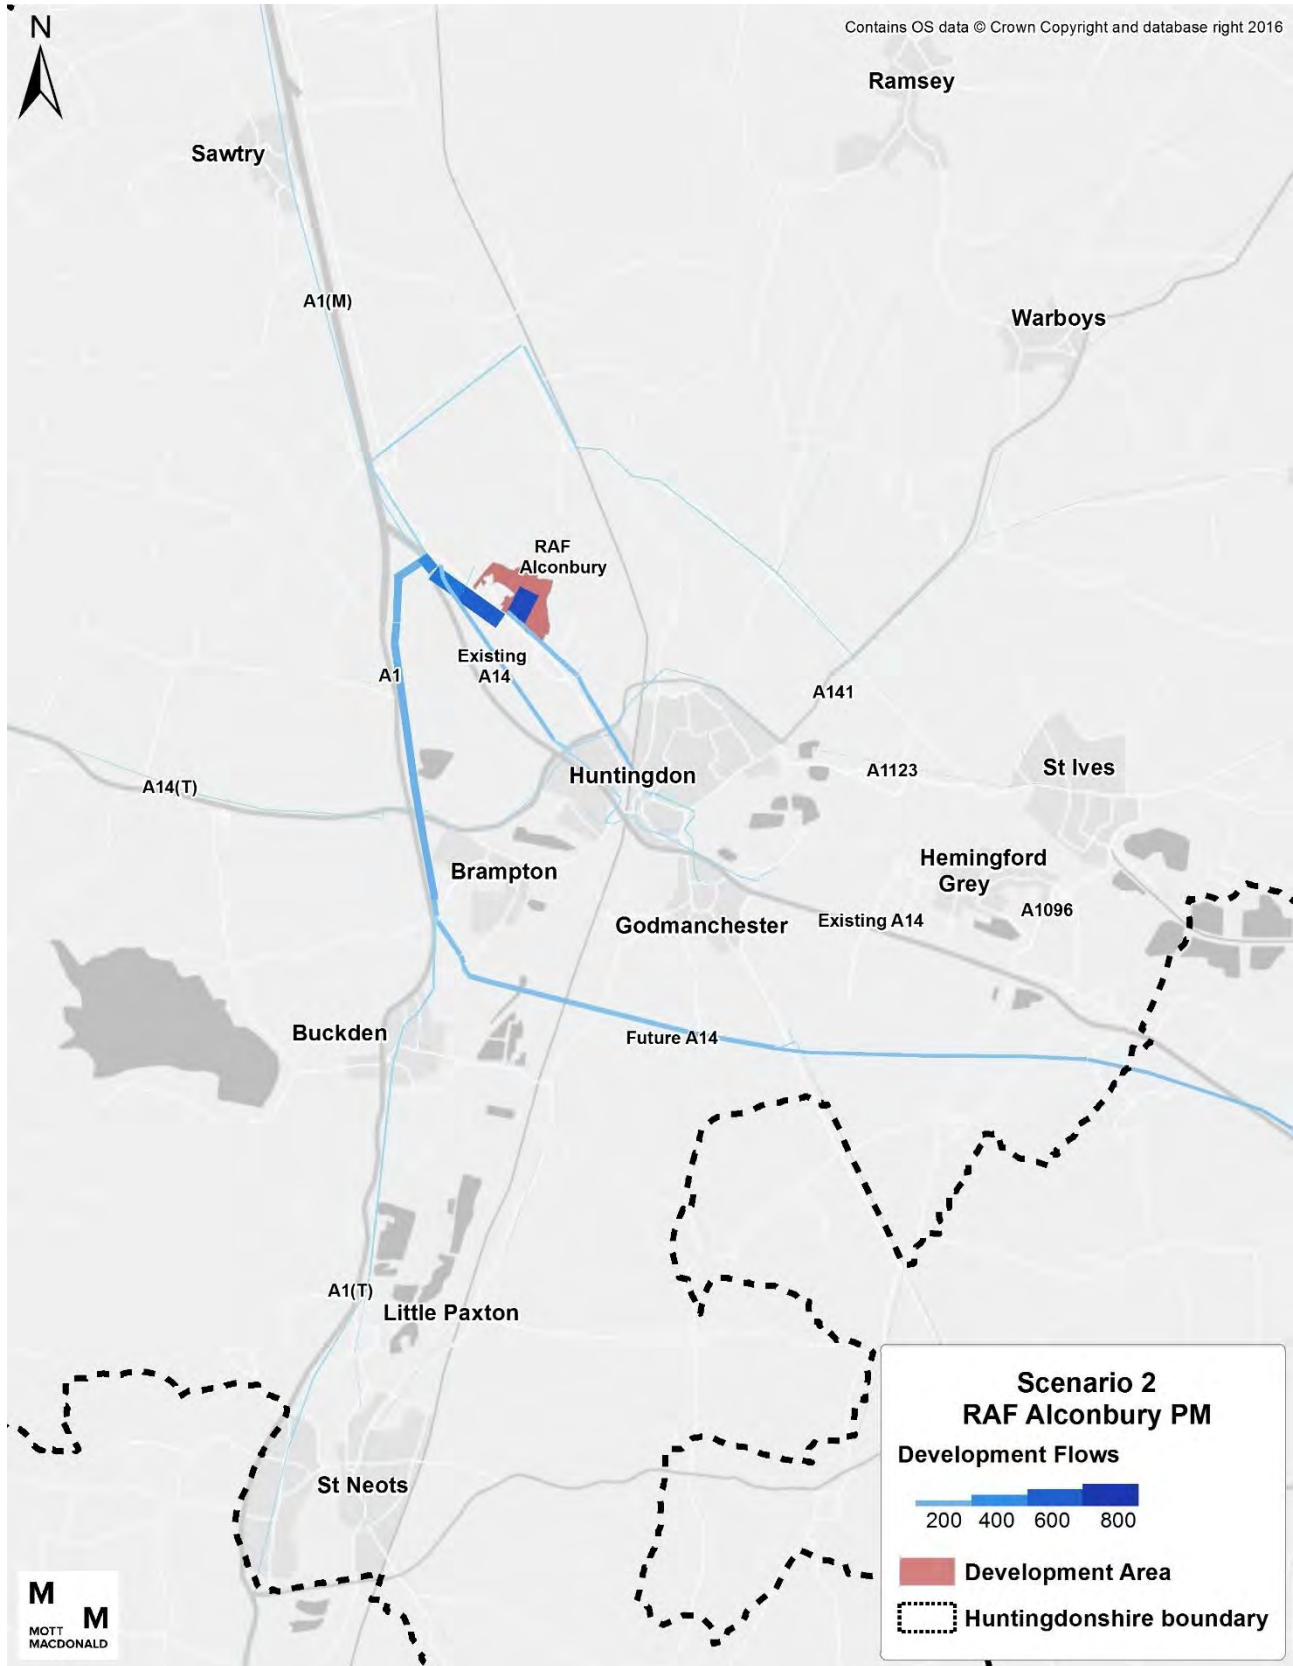 N
Contains OS data © Crown Copyright and database right 2016
Ramsey
Sawtry
A1(M)
Warboys
RAF
Alconbury
Existing
A14
A1
A141
Huntingdon
A1123
St Ives
A14(T)
Brampton
Hemingford
Grey
A1096
Godmanchester
Existing A14
Buckden
Future A14
A1(T)
Little Paxton
St Neots
Scenario 2
RAF Alconbury PM
Development Flows
200 400 600 800
Development Area
Huntingdonshire boundary
M
M
MOTT
MACDONALD